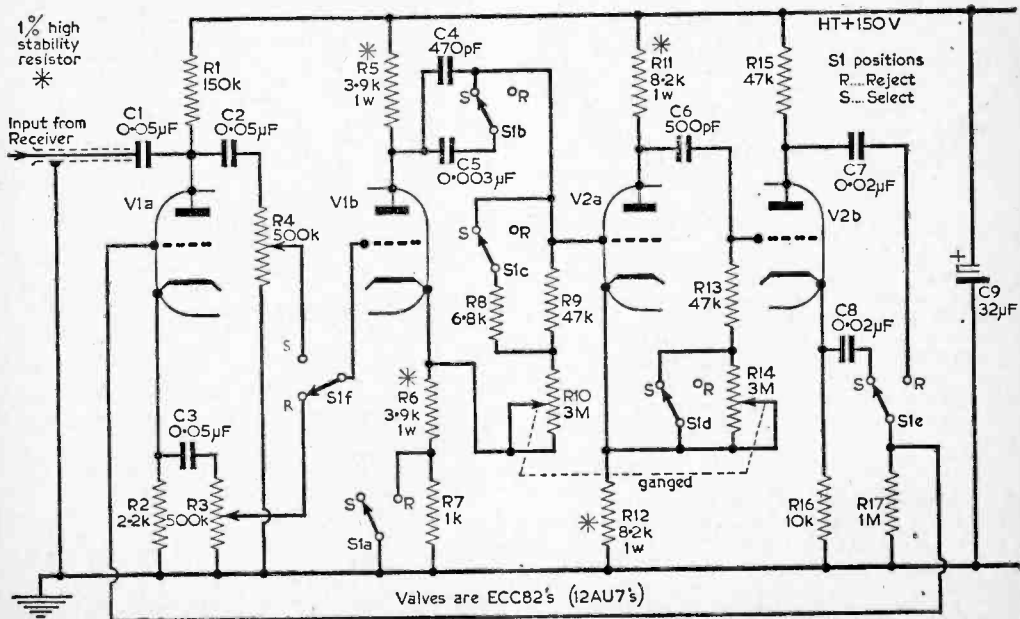 1% high
stability
resistor
*
Input from
Receiver
C1
0·05μF
R1
150k
C2
0·05μF
V1a
R4
500k
S
R
S1f
C3
0·05μF
R2
2·2k
R3
500k
*
R5
3·9k
1w
C4
470pF
S
R
S1b
C5
0·003μF
V1b
S
R
S1c
R8
6·8k
R9
47k
*
R6
3·9k
1w
R10
3M
S
R
S1a
R7
1k
*
R11
8·2k
1w
C6
500pF
V2a
R13
47k
S
R
S1d
R14
3M
ganged
*
R12
8·2k
1w
R15
47k
HT+150V
S1 positions
R....Reject
S....Select
C7
0·02μF
V2b
C8
0·02μF
S
R
S1e
R16
10k
R17
1M
+
C9
32μF
Valves are ECC82's (12AU7's)